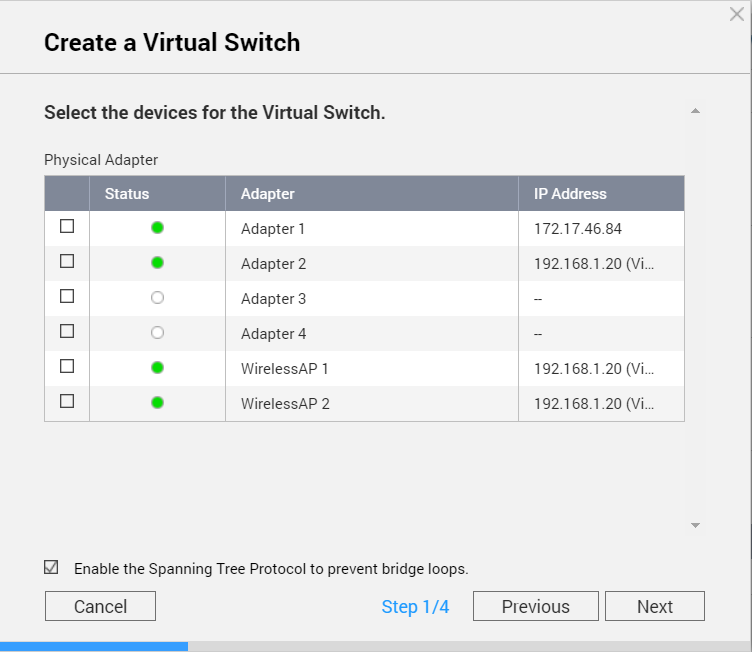 Create a Virtual Switch
Select the devices for the Virtual Switch.
Physical Adapter
Status Adapter IP Address
Adapter 1 172.17.46.84
Adapter 2 192.168.1.20 (Vi...
Adapter 3 --
Adapter 4 --
WirelessAP 1 192.168.1.20 (Vi...
WirelessAP 2 192.168.1.20 (Vi...
Enable the Spanning Tree Protocol to prevent bridge loops.
Cancel Step 1/4 Previous Next